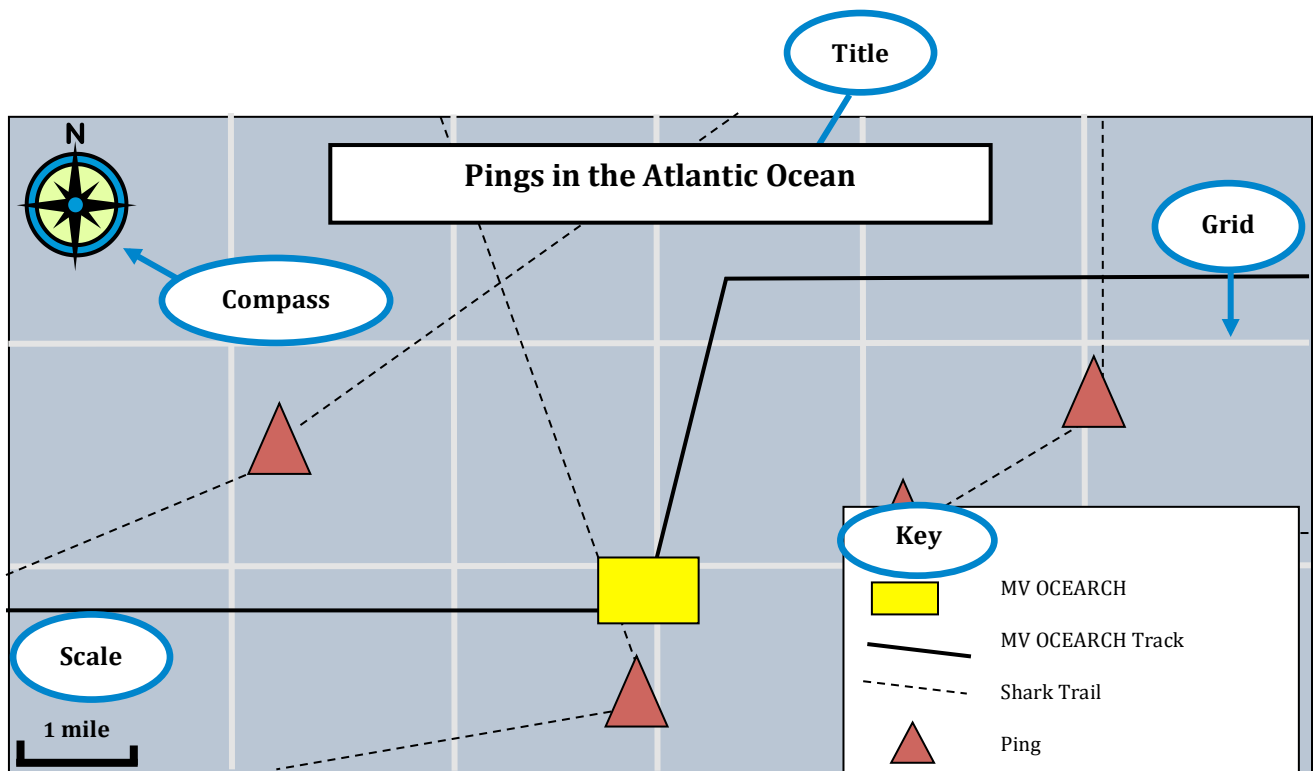 Title
N
Pings in the Atlantic Ocean
Grid
Compass
Key
MV OCEARCH
MV OCEARCH Track
Scale
Shark Trail
1 mile
Ping